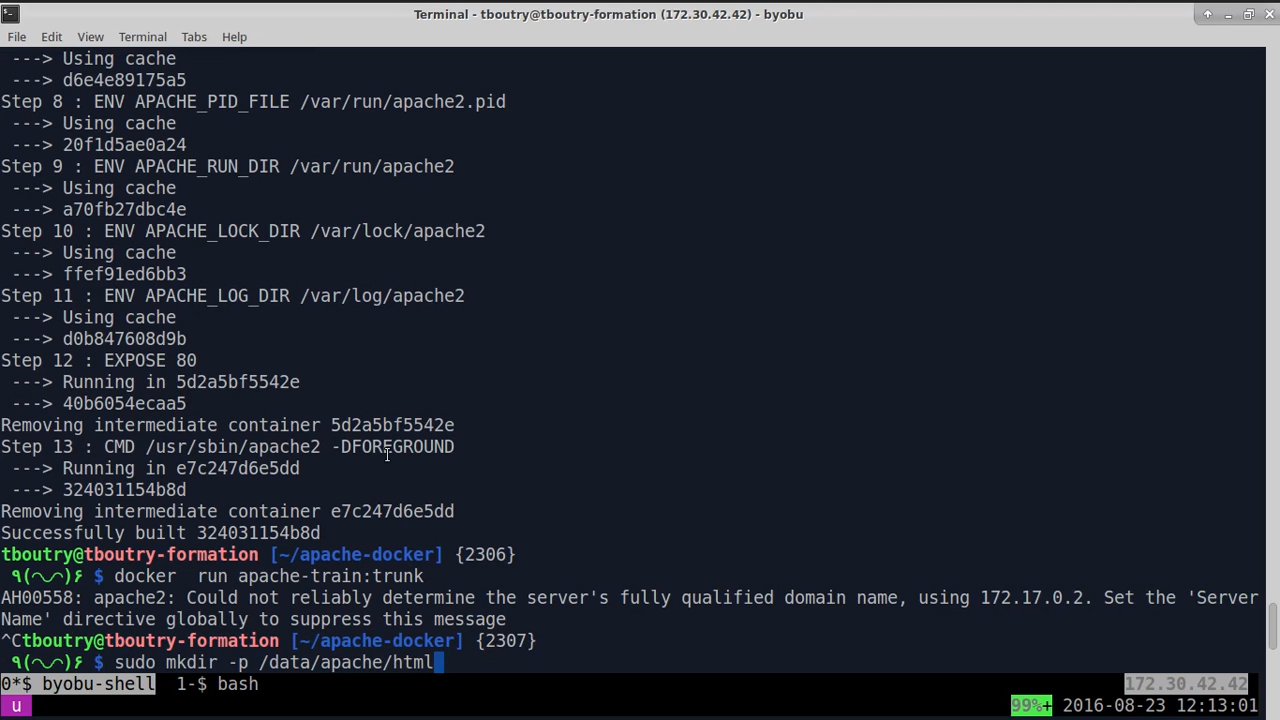 Terminal - tboutry@tboutry-formation (172.30.42.42) - byobu
File Edit View Terminal Tabs Help
---> Using cache
---> d6e4e89175a5
Step 8 : ENV APACHE_PID_FILE /var/run/apache2.pid
---> Using cache
---> 20f1d5ae0a24
Step 9 : ENV APACHE_RUN_DIR /var/run/apache2
---> Using cache
---> a70fb27dbc4e
Step 10 : ENV APACHE_LOCK_DIR /var/lock/apache2
---> Using cache
---> ffef91ed6bb3
Step 11 : ENV APACHE_LOG_DIR /var/log/apache2
---> Using cache
---> d0b847608d9b
Step 12 : EXPOSE 80
---> Running in 5d2a5bf5542e
---> 40b6054ecaa5
Removing intermediate container 5d2a5bf5542e
Step 13 : CMD /usr/sbin/apache2 -DFOREGROUND
---> Running in e7c247d6e5dd
---> 324031154b8d
Removing intermediate container e7c247d6e5dd
Successfully built 324031154b8d
tboutry@tboutry-formation [~/apache-docker] {2306}
٩(◠◡◠)۶ $ docker  run apache-train:trunk
AH00558: apache2: Could not reliably determine the server's fully qualified domain name, using 172.17.0.2. Set the 'Server
Name' directive globally to suppress this message
^Ctboutry@tboutry-formation [~/apache-docker] {2307}
٩(◠◡◠)۶ $ sudo mkdir -p /data/apache/html
0*$ byobu-shell  1-$ bash 172.30.42.42
u 99%+ 2016-08-23 12:13:01